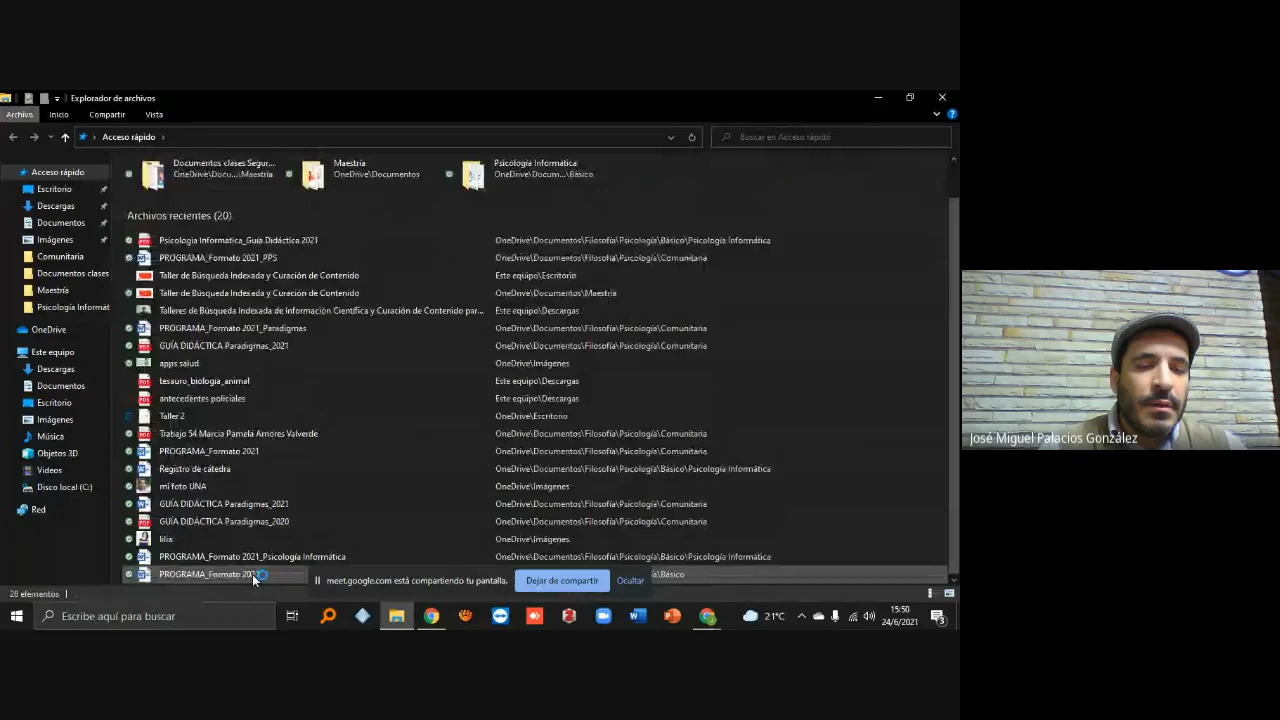 Explorador de archivos
Archivo Inicio Compartir Vista
Acceso rápido
Buscar en Acceso rápido
Acceso rápido
Escritorio
Descargas
Documentos
Imágenes
Comunitaria
Documentos clases
Maestría
Psicología Informát
OneDrive
Este equipo
Descargas
Documentos
Escritorio
Imágenes
Música
Objetos 3D
Videos
Disco local (C:)
Red
Documentos clases Segur...
OneDrive\Docu...\Maestría
Maestría
OneDrive\Documentos
Psicología Informática
OneDrive\Docum...\Básico
Archivos recientes (20)
Psicología Informatica_Guía Didáctica 2021 OneDrive\Documentos\Filosofía\Psicología\Básico\Psicología Informática
PROGRAMA_Formato 2021_PPS OneDrive\Documentos\Filosofía\Psicología\Comunitaria
Taller de Búsqueda Indexada y Curación de Contenido Este equipo\Escritorio
Taller de Búsqueda Indexada y Curación de Contenido OneDrive\Documentos\Maestría
Talleres de Búsqueda Indexada de Información Científica y Curación de Contenido par... Este equipo\Descargas
PROGRAMA_Formato 2021_Paradigmas OneDrive\Documentos\Filosofía\Psicología\Comunitaria
GUÍA DIDÁCTICA Paradigmas_2021 OneDrive\Documentos\Filosofía\Psicología\Comunitaria
apps salud OneDrive\Imágenes
tesauro_biologia_animal Este equipo\Descargas
antecedentes policiales Este equipo\Descargas
Taller 2 OneDrive\Escritorio
Trabajo 54 Marcia Pamela Amores Valverde OneDrive\Documentos\Filosofía\Psicología\Comunitaria
PROGRAMA_Formato 2021 OneDrive\Documentos\Filosofía\Psicología\Comunitaria
Registro de cátedra OneDrive\Documentos\Filosofía\Psicología\Básico\Psicología Informática
mi foto UNA OneDrive\Imágenes
GUÍA DIDÁCTICA Paradigmas_2021 OneDrive\Documentos\Filosofía\Psicología\Comunitaria
GUÍA DIDÁCTICA Paradigmas_2020 OneDrive\Documentos\Filosofía\Psicología\Comunitaria
lilia OneDrive\Imágenes
PROGRAMA_Formato 2021_Psicología Informática OneDrive\Documentos\Filosofía\Psicología\Básico\Psicología Informática
PROGRAMA_Formato a\Básico
meet.google.com está compartiendo tu pantalla. Dejar de compartir Ocultar
28 elementos
Escribe aquí para buscar
21°C
15:50
24/6/2021
3
José Miguel Palacios González